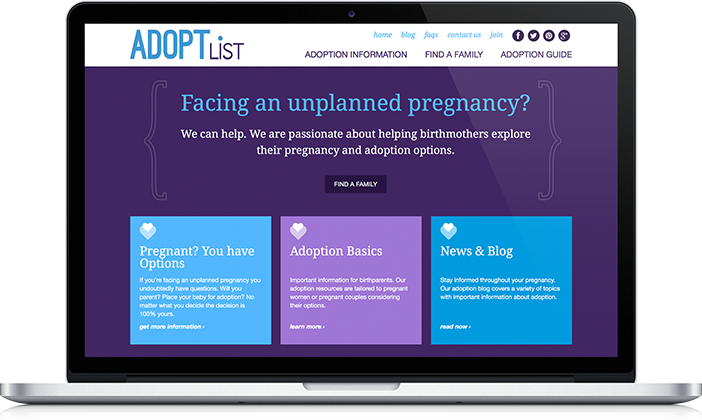 ADOPTLiST
home blog faqs contact us join
ADOPTION INFORMATION FIND A FAMILY ADOPTION GUIDE
Facing an unplanned pregnancy?
We can help. We are passionate about helping birthmothers explore
their pregnancy and adoption options.
FIND A FAMILY
Pregnant? You have
Options
If you're facing an unplanned pregnancy you
undoubtedly have questions. Will you
parent? Place your baby for adoption? No
matter what you decide the decision is
100% yours.
get more information ›
Adoption Basics
Important information for birthparents. Our
adoption resources are tailored to pregnant
women or pregnant couples considering
their options.
learn more ›
News & Blog
Stay informed throughout your pregnancy.
Our adoption blog covers a variety of topics
with important information about adoption.
read now ›